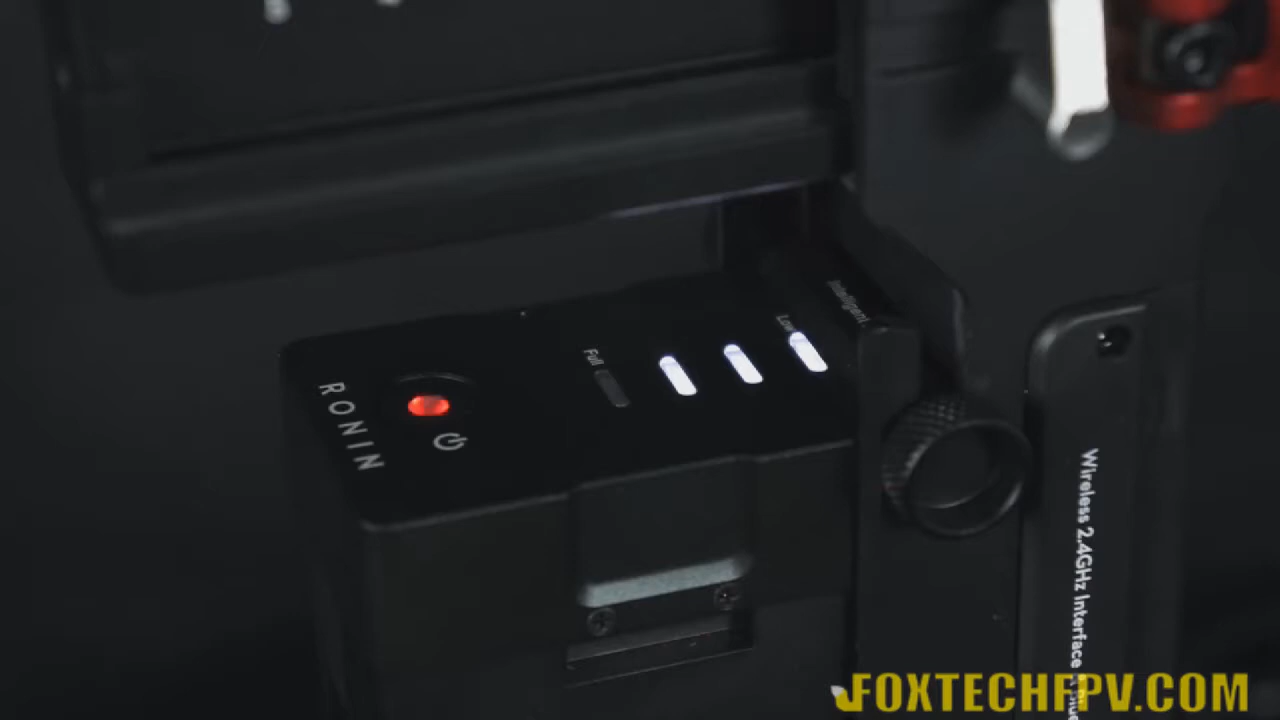 Intelligent
Low
Full
RONIN
Wireless 2.4GHz Interface
FOXTECHFPV.COM